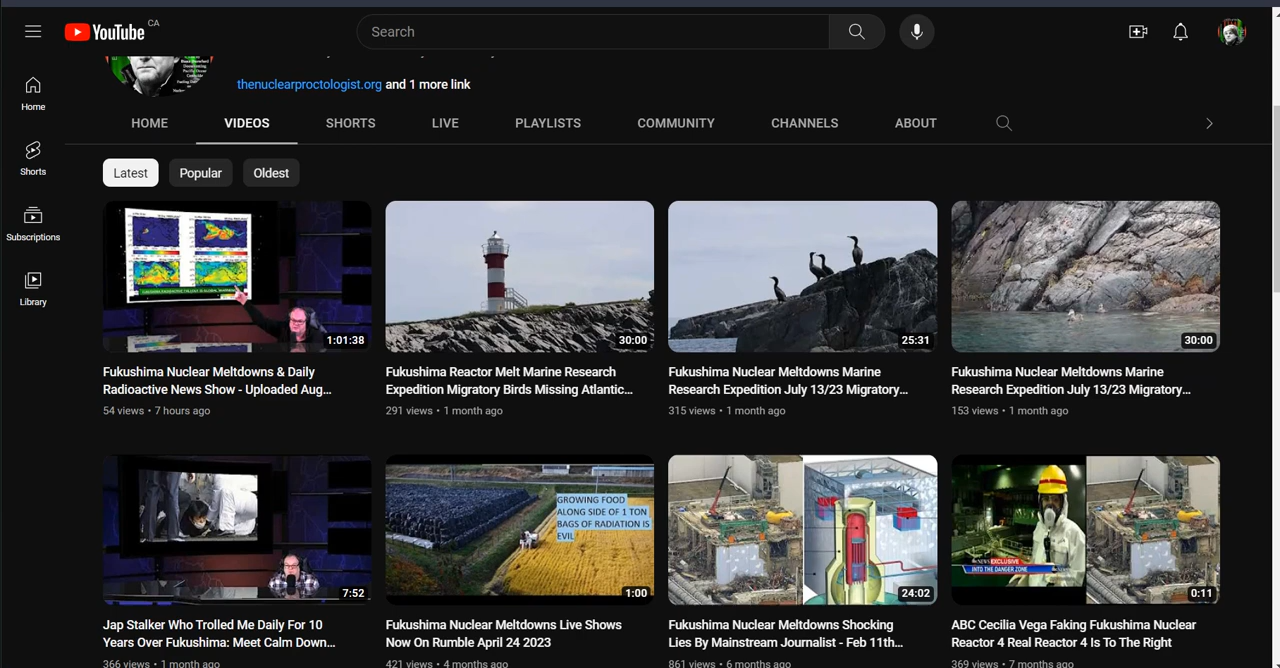 YouTube CA
Search
thenuclearproctologist.org and 1 more link
Home
HOME VIDEOS SHORTS LIVE PLAYLISTS COMMUNITY CHANNELS ABOUT
Shorts
Latest Popular Oldest
Subscriptions
Library
1:01:38
30:00
25:31
30:00
Fukushima Nuclear Meltdowns & Daily
Radioactive News Show - Uploaded Aug...
54 views • 7 hours ago
Fukushima Reactor Melt Marine Research
Expedition Migratory Birds Missing Atlantic...
291 views • 1 month ago
Fukushima Nuclear Meltdowns Marine
Research Expedition July 13/23 Migratory...
315 views • 1 month ago
Fukushima Nuclear Meltdowns Marine
Research Expedition July 13/23 Migratory...
153 views • 1 month ago
7:52
GROWING FOOD
ALONG SIDE OF 1 TON
BAGS OF RADIATION IS
EVIL
1:00
24:02
NEWS EXCLUSIVE
INTO THE DANGER ZONE
0:11
Jap Stalker Who Trolled Me Daily For 10
Years Over Fukushima: Meet Calm Down...
366 views • 1 month ago
Fukushima Nuclear Meltdowns Live Shows
Now On Rumble April 24 2023
421 views • 4 months ago
Fukushima Nuclear Meltdowns Shocking
Lies By Mainstream Journalist - Feb 11th...
861 views • 6 months ago
ABC Cecilia Vega Faking Fukushima Nuclear
Reactor 4 Real Reactor 4 Is To The Right
369 views • 7 months ago